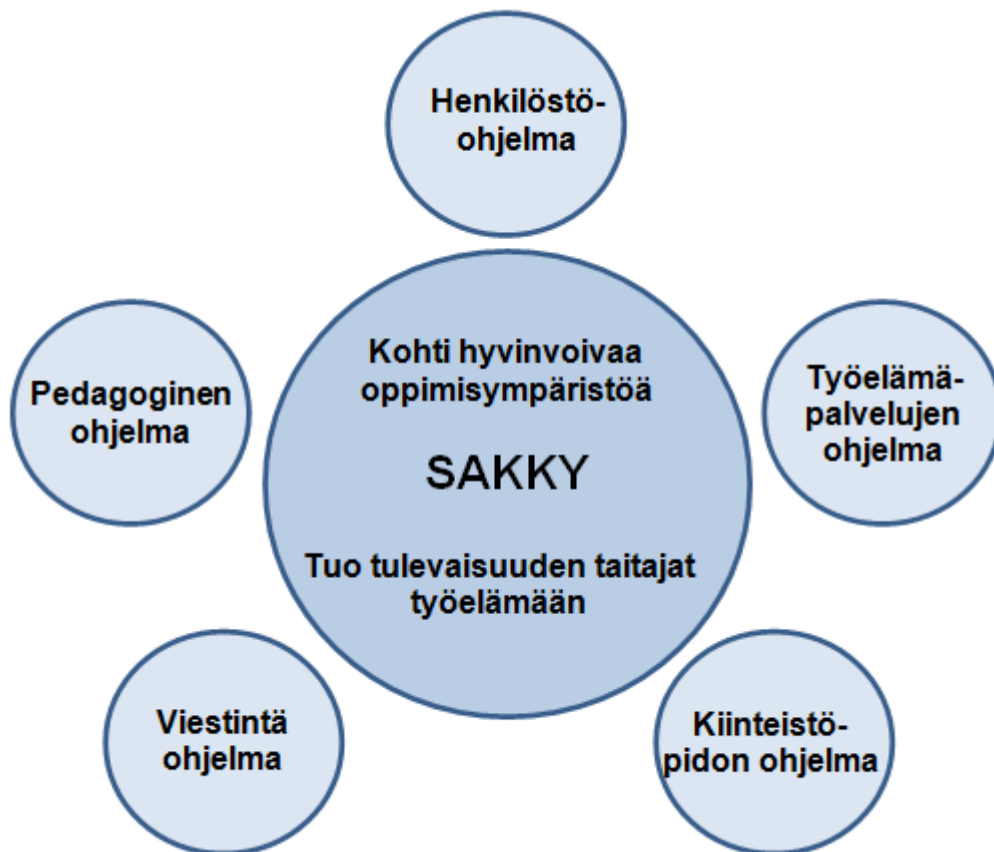 Henkilöstö-
ohjelma
Kohti hyvinvoivaa
oppimisympäristöä
SAKKY
Tuo tulevaisuuden taitajat
työelämään
Pedagoginen
ohjelma
Työelämä-
palvelujen
ohjelma
Viestintä
ohjelma
Kiinteistö-
pidon ohjelma